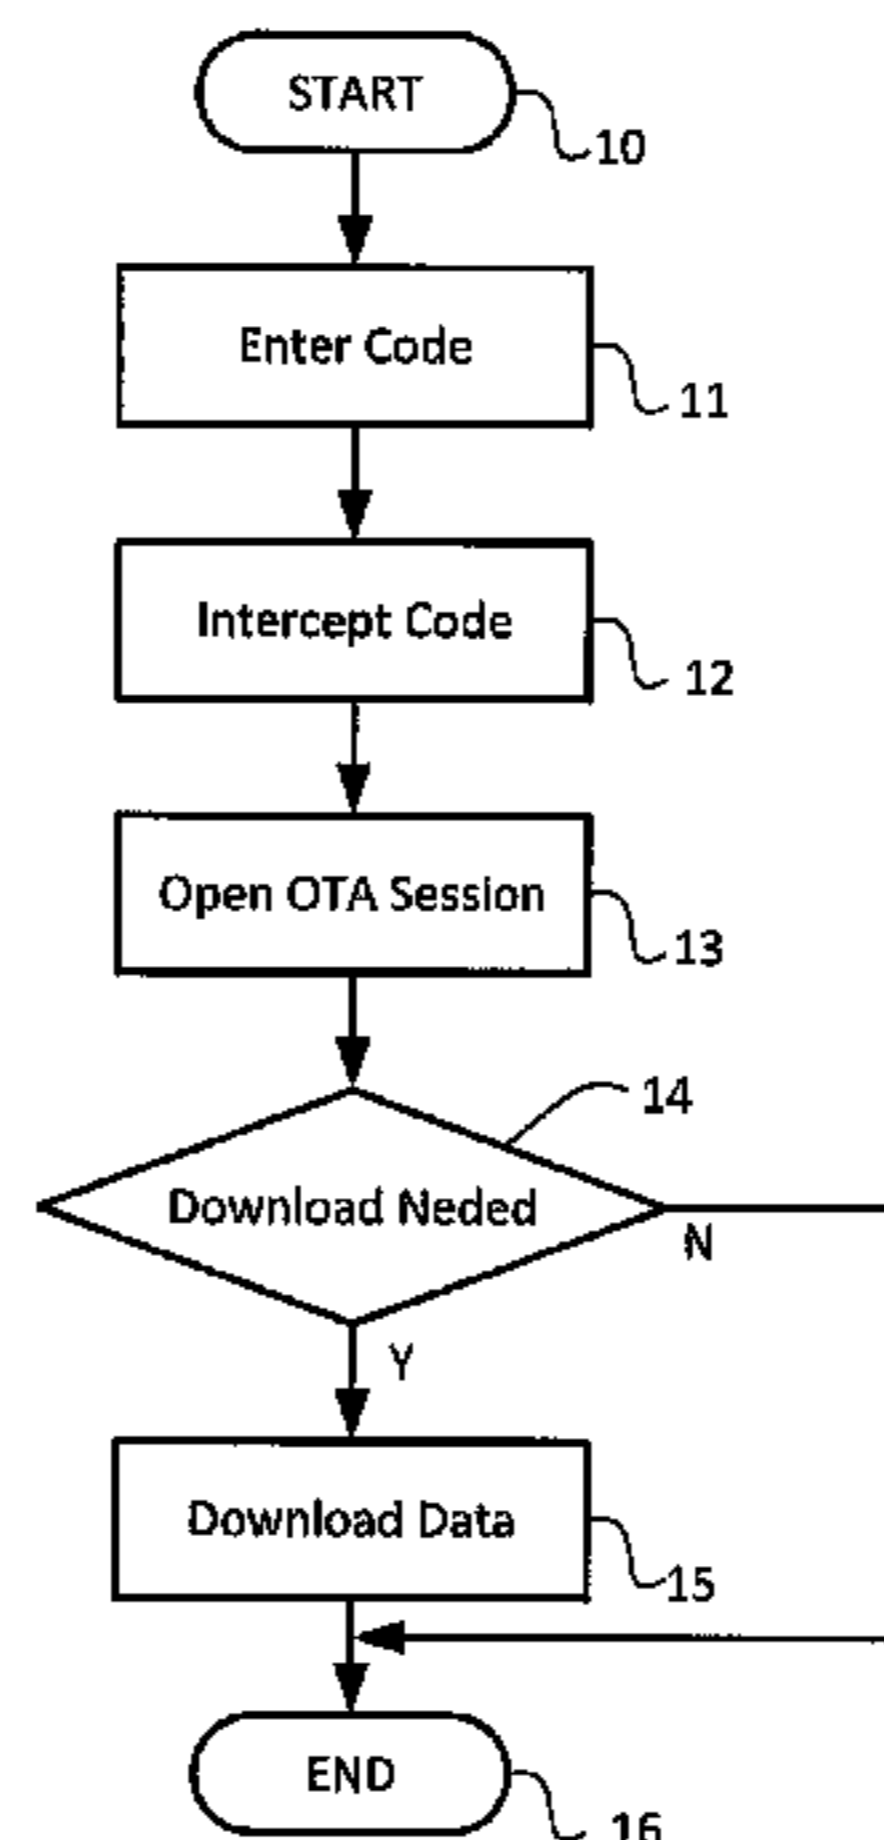 START
10
Enter Code
11
Intercept Code
12
Open OTA Session
13
14
Download Neded
N
Y
Download Data
15
END
16